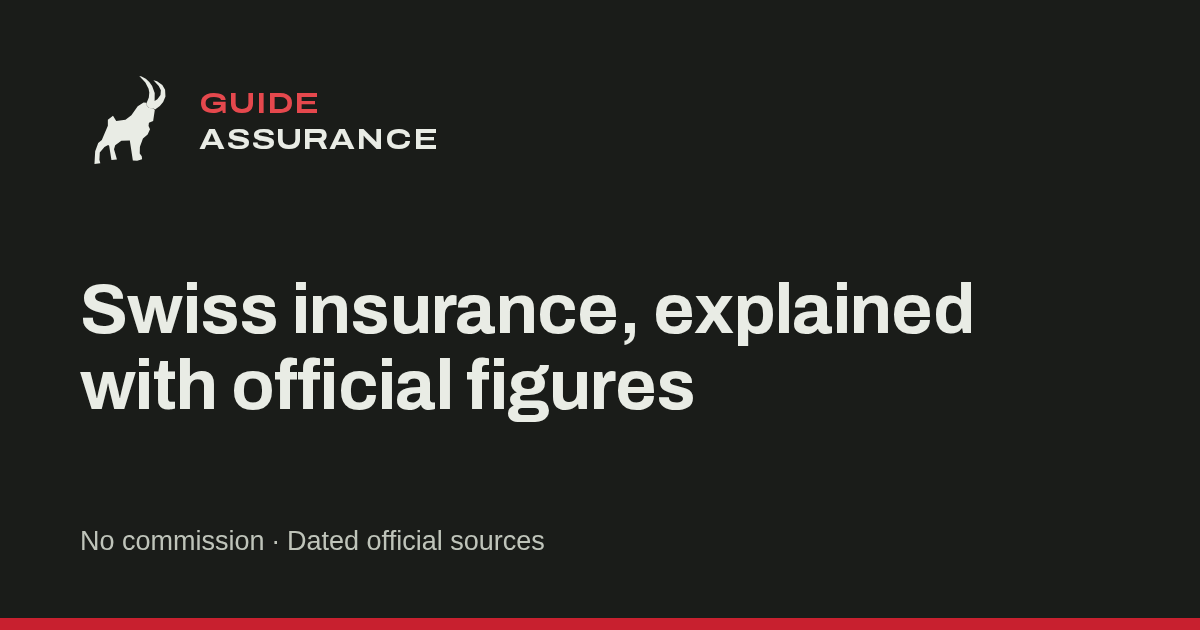 GUIDE
ASSURANCE
Swiss insurance, explained
with official figures
No commission · Dated official sources